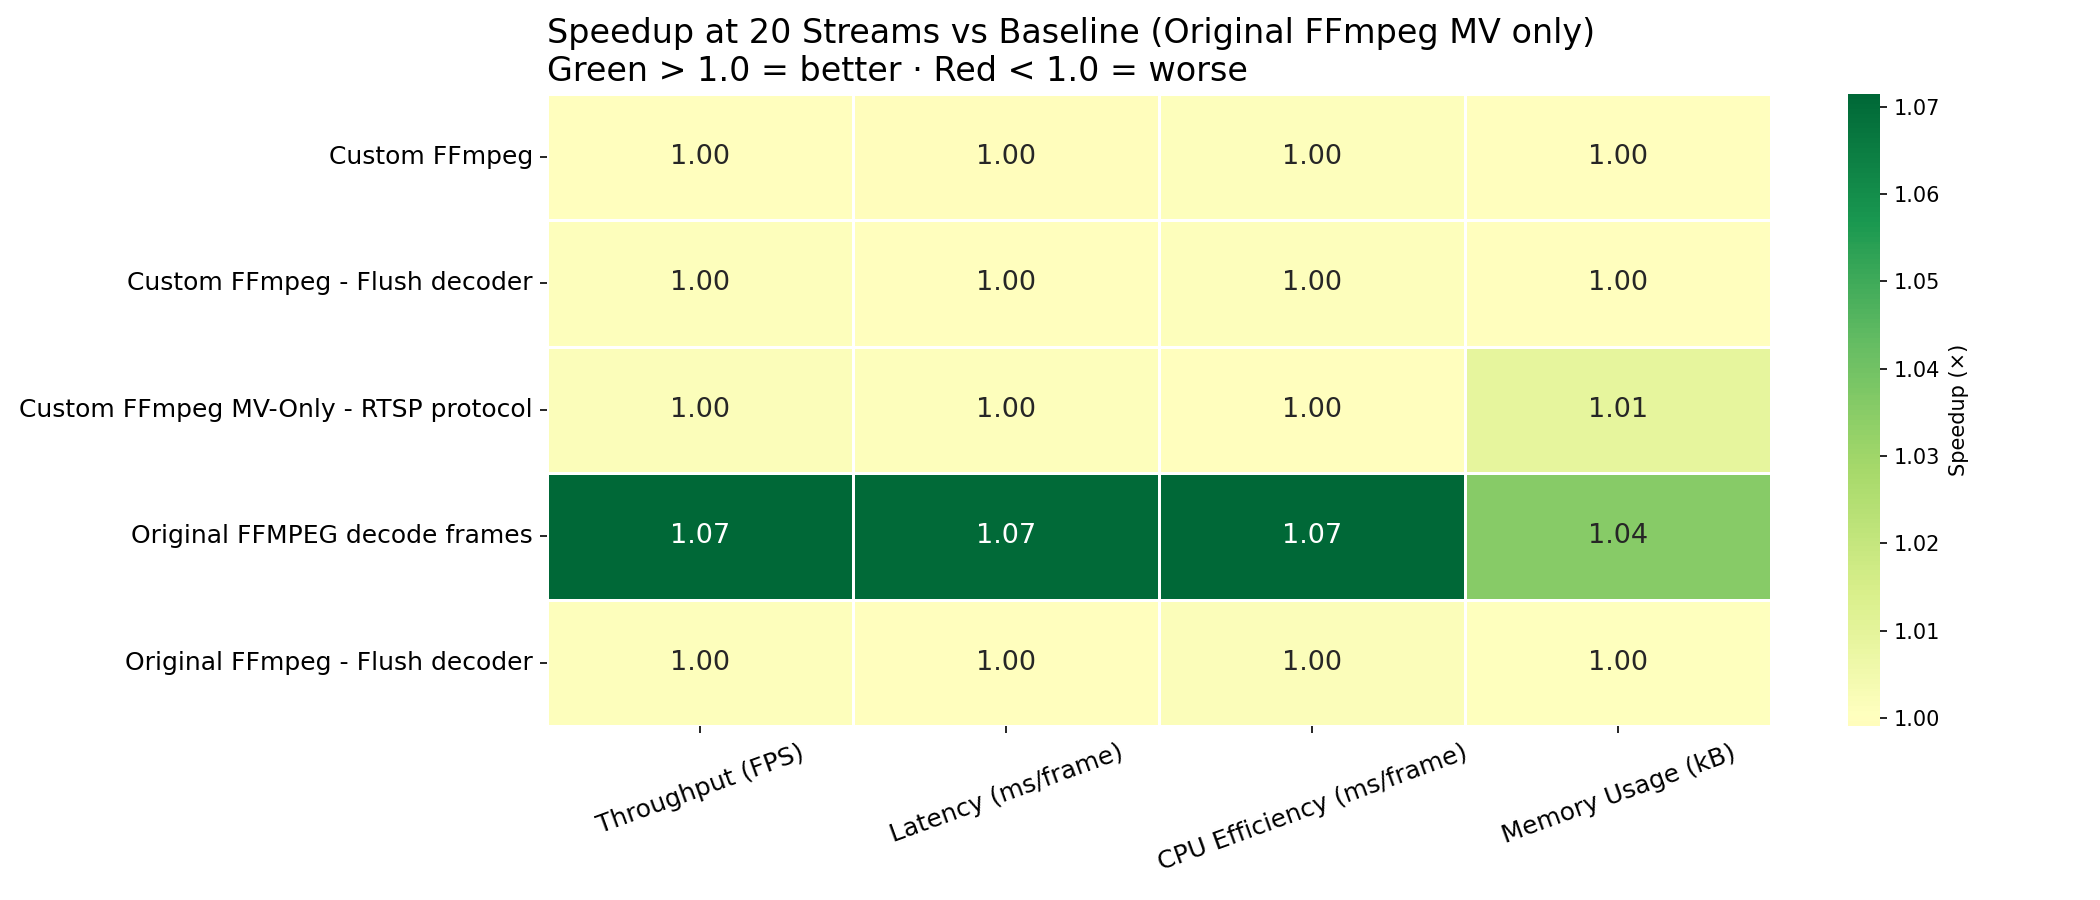 Speedup at 20 Streams vs Baseline (Original FFmpeg MV only)
Green > 1.0 = better · Red < 1.0 = worse
Custom FFmpeg 1.00 1.00 1.00 1.00
Custom FFmpeg - Flush decoder 1.00 1.00 1.00 1.00
Custom FFmpeg MV-Only - RTSP protocol 1.00 1.00 1.00 1.01
Original FFMPEG decode frames 1.07 1.07 1.07 1.04
Original FFmpeg - Flush decoder 1.00 1.00 1.00 1.00
Throughput (FPS)
Latency (ms/frame)
CPU Efficiency (ms/frame)
Memory Usage (kB)
1.07
1.06
1.05
1.04
1.03
1.02
1.01
1.00
Speedup (×)